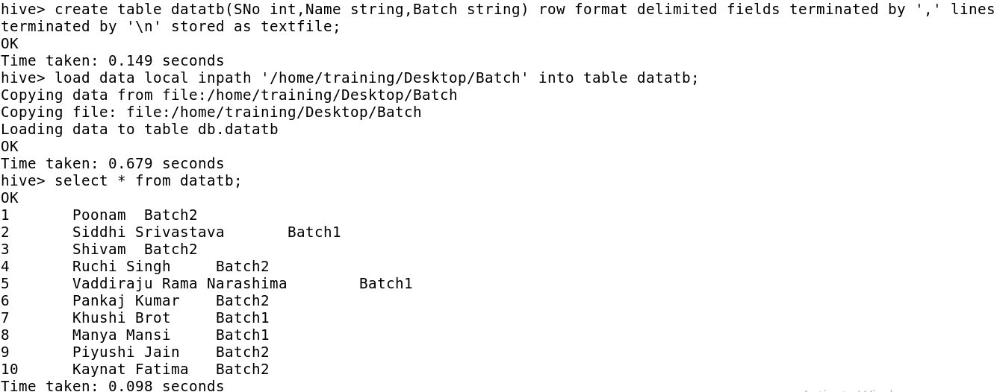 hive> create table datatb(SNo int,Name string,Batch string) row format delimited fields terminated by ',' lines
terminated by '\n' stored as textfile;
OK
Time taken: 0.149 seconds
hive> load data local inpath '/home/training/Desktop/Batch' into table datatb;
Copying data from file:/home/training/Desktop/Batch
Copying file: file:/home/training/Desktop/Batch
Loading data to table db.datatb
OK
Time taken: 0.679 seconds
hive> select * from datatb;
OK
1       Poonam  Batch2
2       Siddhi Srivastava       Batch1
3       Shivam  Batch2
4       Ruchi Singh     Batch2
5       Vaddiraju Rama Narashima        Batch1
6       Pankaj Kumar    Batch2
7       Khushi Brot     Batch1
8       Manya Mansi     Batch1
9       Piyushi Jain    Batch2
10      Kaynat Fatima   Batch2
Time taken: 0.098 seconds